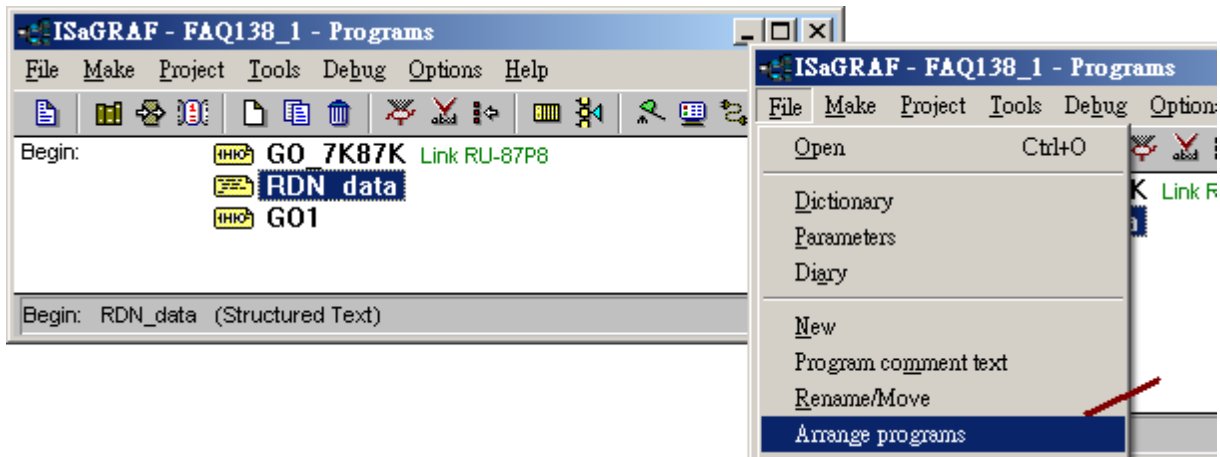 ISaGRAF - FAQ138_1 - Programs
File Make Project Tools Debug Options Help
Begin: GO_7K87K Link RU-87P8
RDN_data
GO1
Begin: RDN_data (Structured Text)
ISaGRAF - FAQ138_1 - Programs
File Make Project Tools Debug Option
Open Ctrl+O
K Link R
Dictionary
Parameters
Diary
New
Program comment text
Rename/Move
Arrange programs